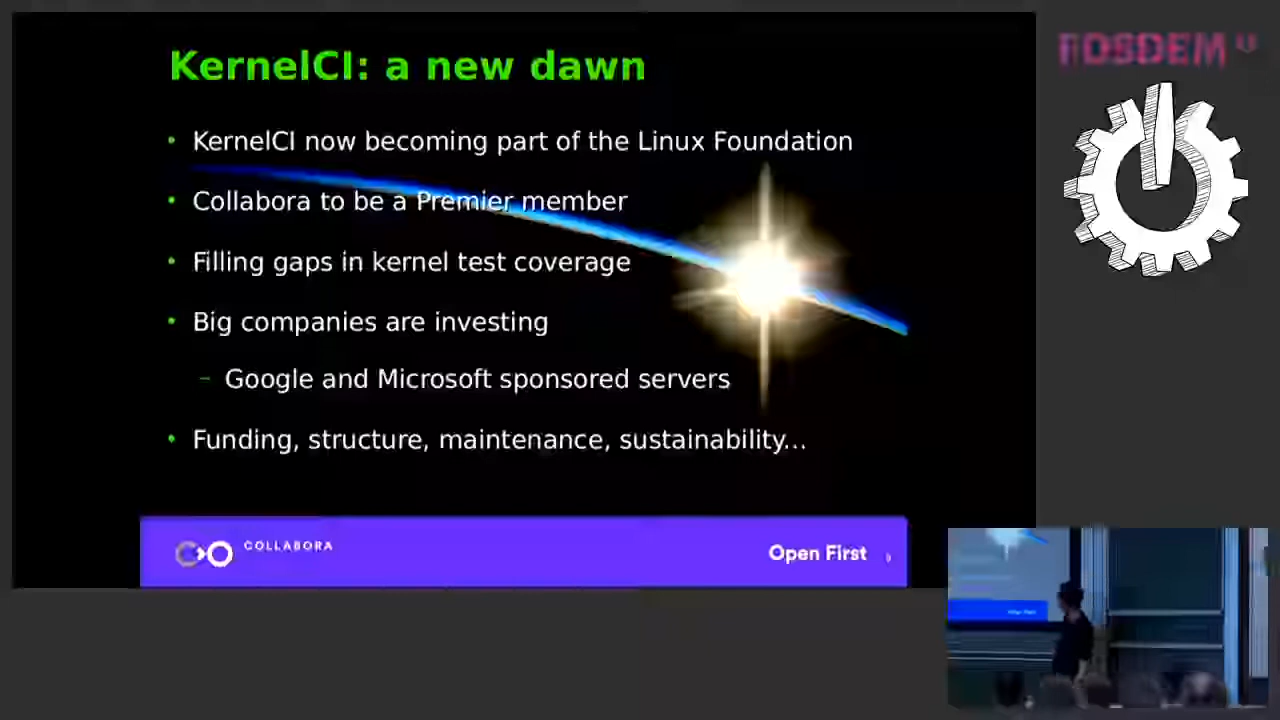 KernelCI: a new dawn
FOSDEM
• KernelCI now becoming part of the Linux Foundation
• Collabora to be a Premier member
• Filling gaps in kernel test coverage
• Big companies are investing
– Google and Microsoft sponsored servers
• Funding, structure, maintenance, sustainability...
COLLABORA
Open First